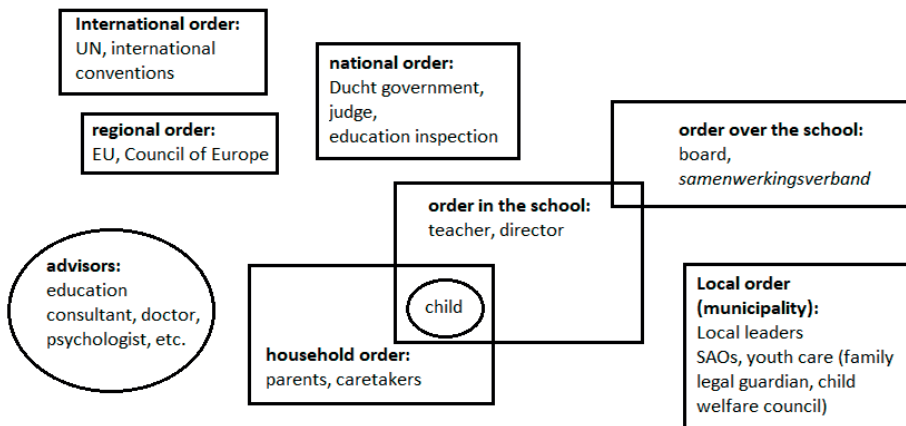 International order:
UN, international
conventions
national order:
Ducht government,
judge,
education inspection
regional order:
EU, Council of Europe
order over the school:
board,
samenwerkingsverband
order in the school:
teacher, director
advisors:
education
consultant, doctor,
psychologist, etc.
child
household order:
parents, caretakers
Local order
(municipality):
Local leaders
SAOs, youth care (family
legal guardian, child
welfare council)